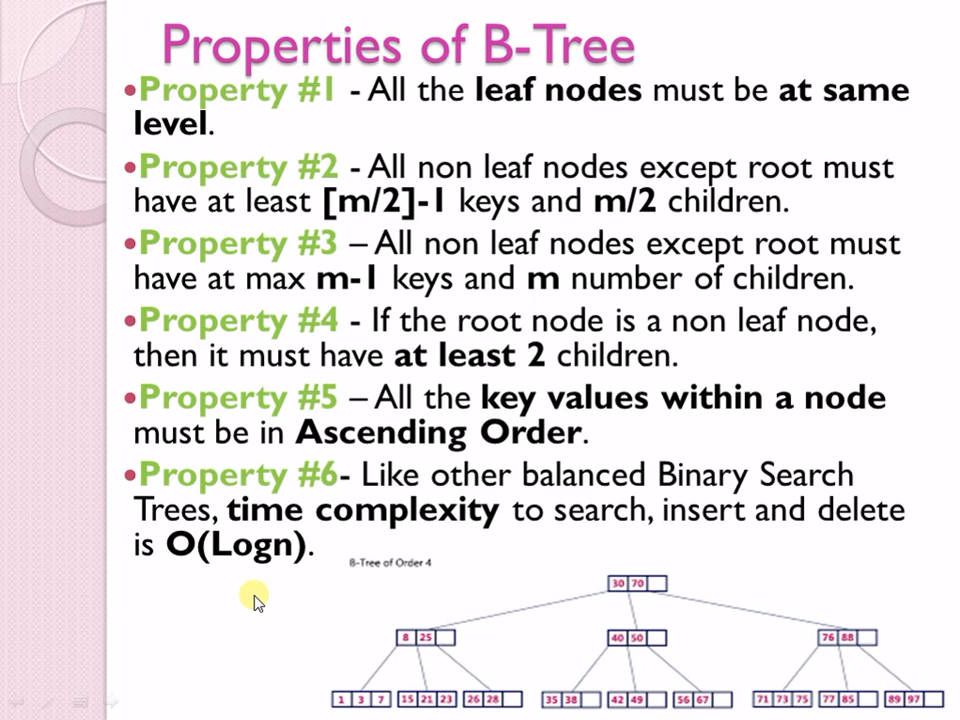 Properties of B-Tree
•Property #1 - All the leaf nodes must be at same
level.
•Property #2 - All non leaf nodes except root must
have at least [m/2]-1 keys and m/2 children.
•Property #3 – All non leaf nodes except root must
have at max m-1 keys and m number of children.
•Property #4 - If the root node is a non leaf node,
then it must have at least 2 children.
•Property #5 – All the key values within a node
must be in Ascending Order.
•Property #6- Like other balanced Binary Search
Trees, time complexity to search, insert and delete
is O(Logn).
B-Tree of Order 4
30 70
8 25 40 50 76 88
1 3 7 15 21 23 26 28 35 38 42 49 56 67 71 73 75 77 85 89 97